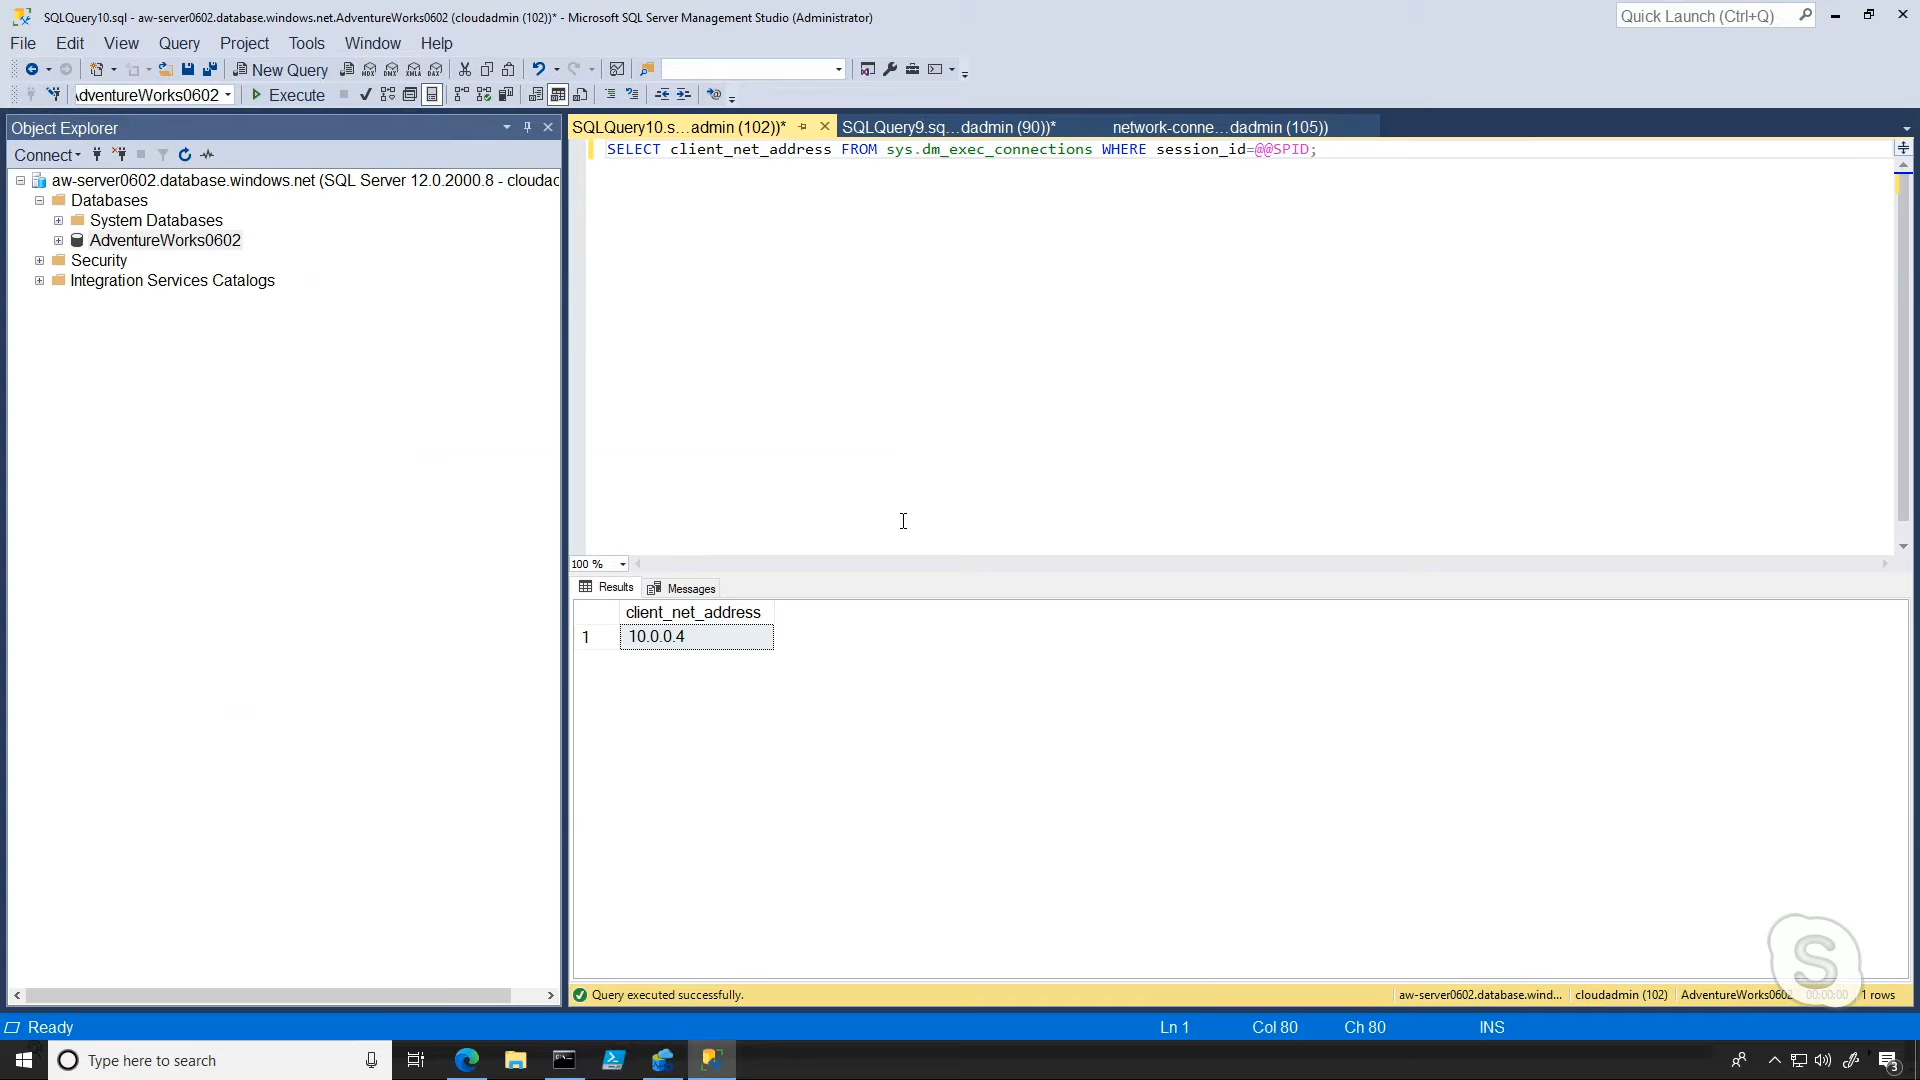 SQLQuery10.sql - aw-server0602.database.windows.net.AdventureWorks0602 (cloudadmin (102))* - Microsoft SQL Server Management Studio (Administrator)
Quick Launch (Ctrl+Q)
File Edit View Query Project Tools Window Help
New Query
Execute
Object Explorer
SQLQuery10.s...admin (102))*
SQLQuery9.sq...dadmin (90))*
network-conne...dadmin (105))
Connect
SELECT client_net_address FROM sys.dm_exec_connections WHERE session_id=@@SPID;
aw-server0602.database.windows.net (SQL Server 12.0.2000.8 - cloudac
Databases
System Databases
AdventureWorks0602
Security
Integration Services Catalogs
100 %
Results Messages
client_net_address
1 10.0.0.4
Query executed successfully.
aw-server0602.database.wind...
cloudadmin (102)
1 rows
Ready
Ln 1 Col 80 Ch 80 INS
Type here to search
3